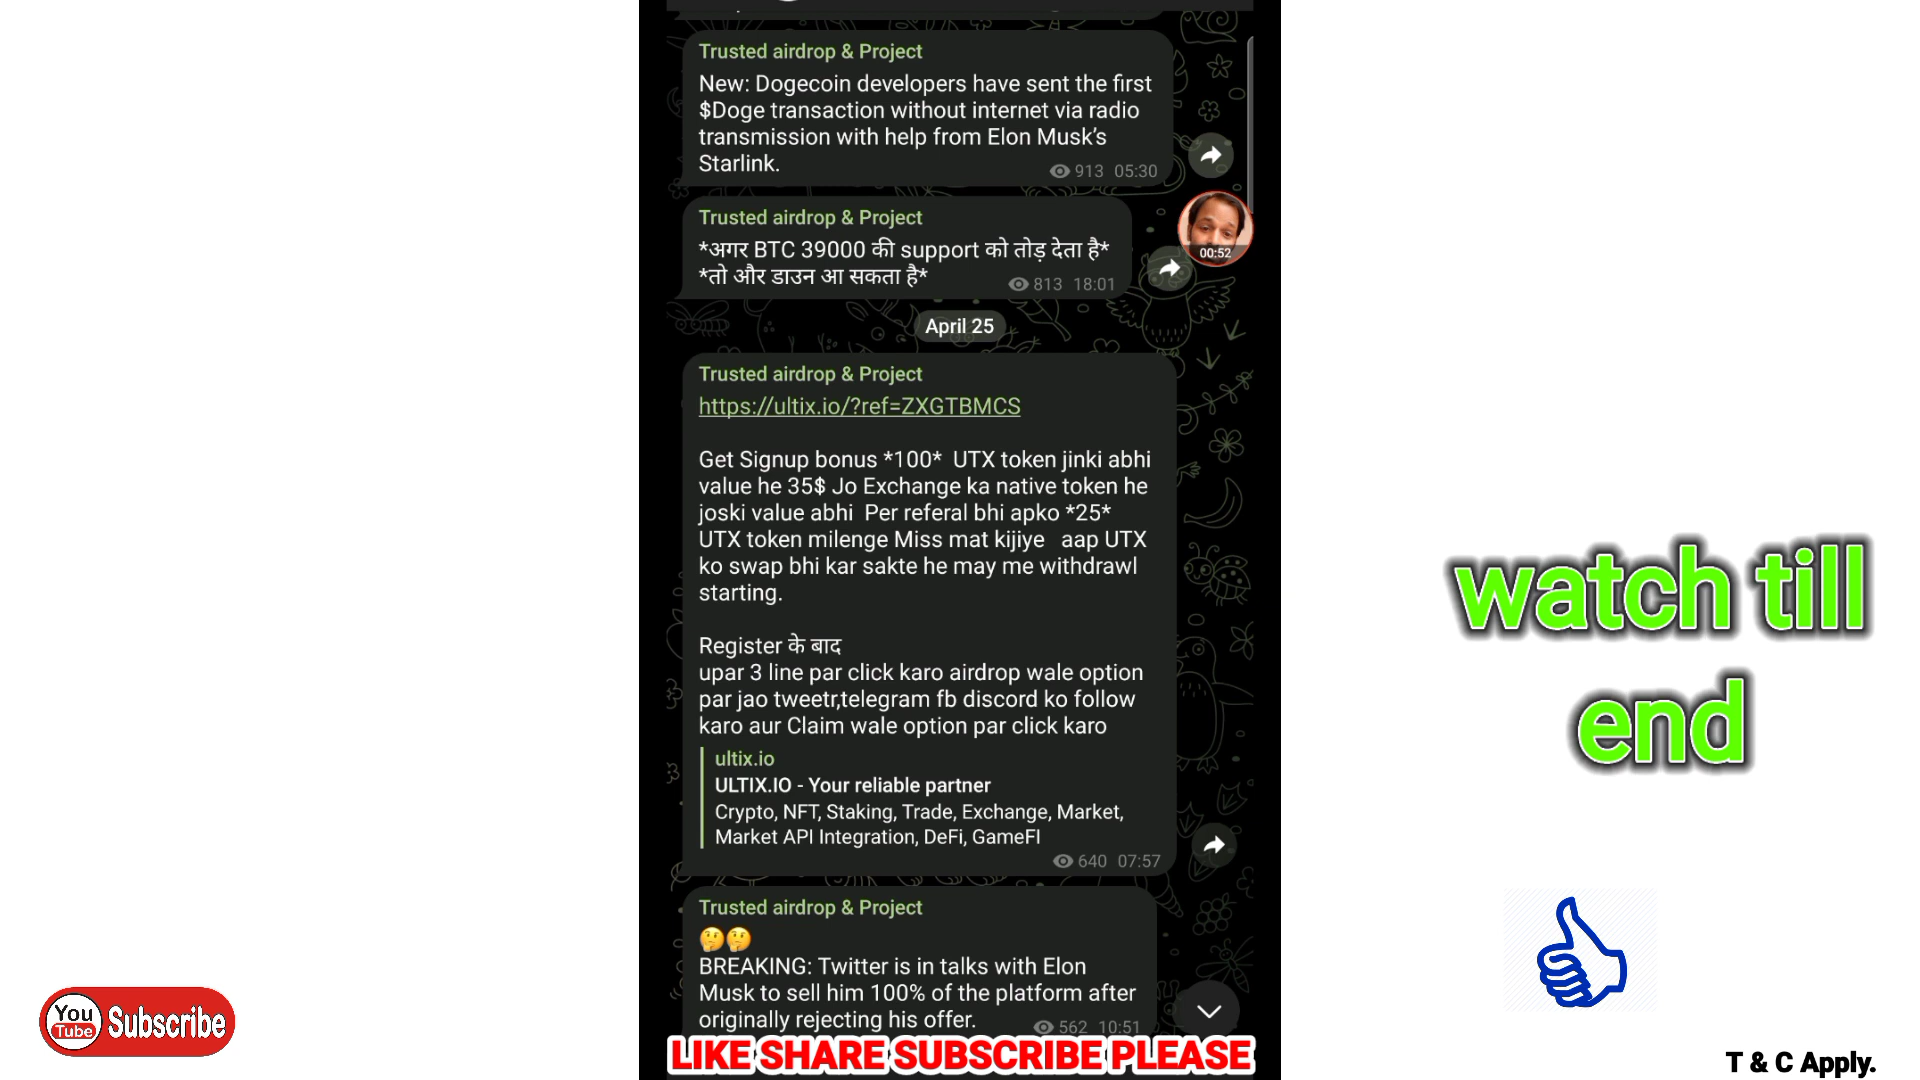 Trusted airdrop & Project
New: Dogecoin developers have sent the first
$Doge transaction without internet via radio
transmission with help from Elon Musk's
Starlink.
913 05:30
Trusted airdrop & Project
*अगर BTC 39000 की support को तोड़ देता है*
*तो और डाउन आ सकता है*
813 18:01
00:52
April 25
Trusted airdrop & Project
https://ultix.io/?ref=ZXGTBMCS
Get Signup bonus *100*  UTX token jinki abhi
value he 35$ Jo Exchange ka native token he
joski value abhi  Per referal bhi apko *25*
UTX token milenge Miss mat kijiye   aap UTX
ko swap bhi kar sakte he may me withdrawl
starting.
Register के बाद
upar 3 line par click karo airdrop wale option
par jao tweetr,telegram fb discord ko follow
karo aur Claim wale option par click karo
ultix.io
ULTIX.IO - Your reliable partner
Crypto, NFT, Staking, Trade, Exchange, Market,
Market API Integration, DeFi, GameFI
640 07:57
Trusted airdrop & Project
🤔🤔
BREAKING: Twitter is in talks with Elon
Musk to sell him 100% of the platform after
originally rejecting his offer.
562 10:51
LIKE SHARE SUBSCRIBE PLEASE
watch till
end
You
Tube
Subscribe
T & C Apply.